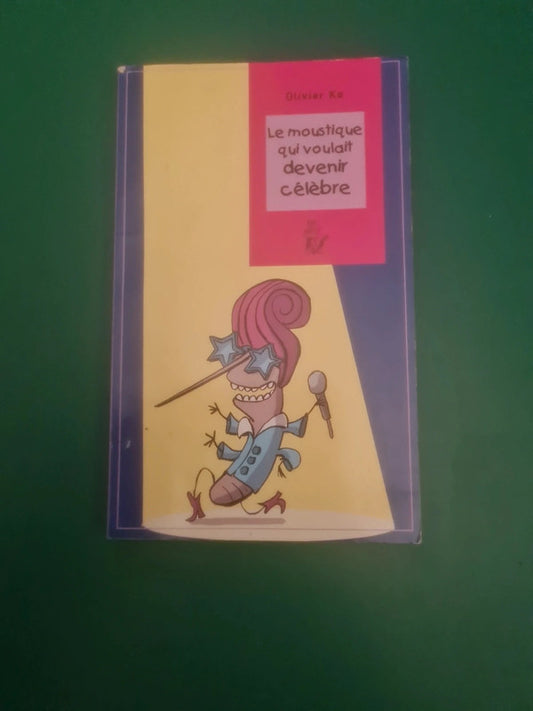 Olivier Ka
Le moustique
qui voulait
devenir
célèbre